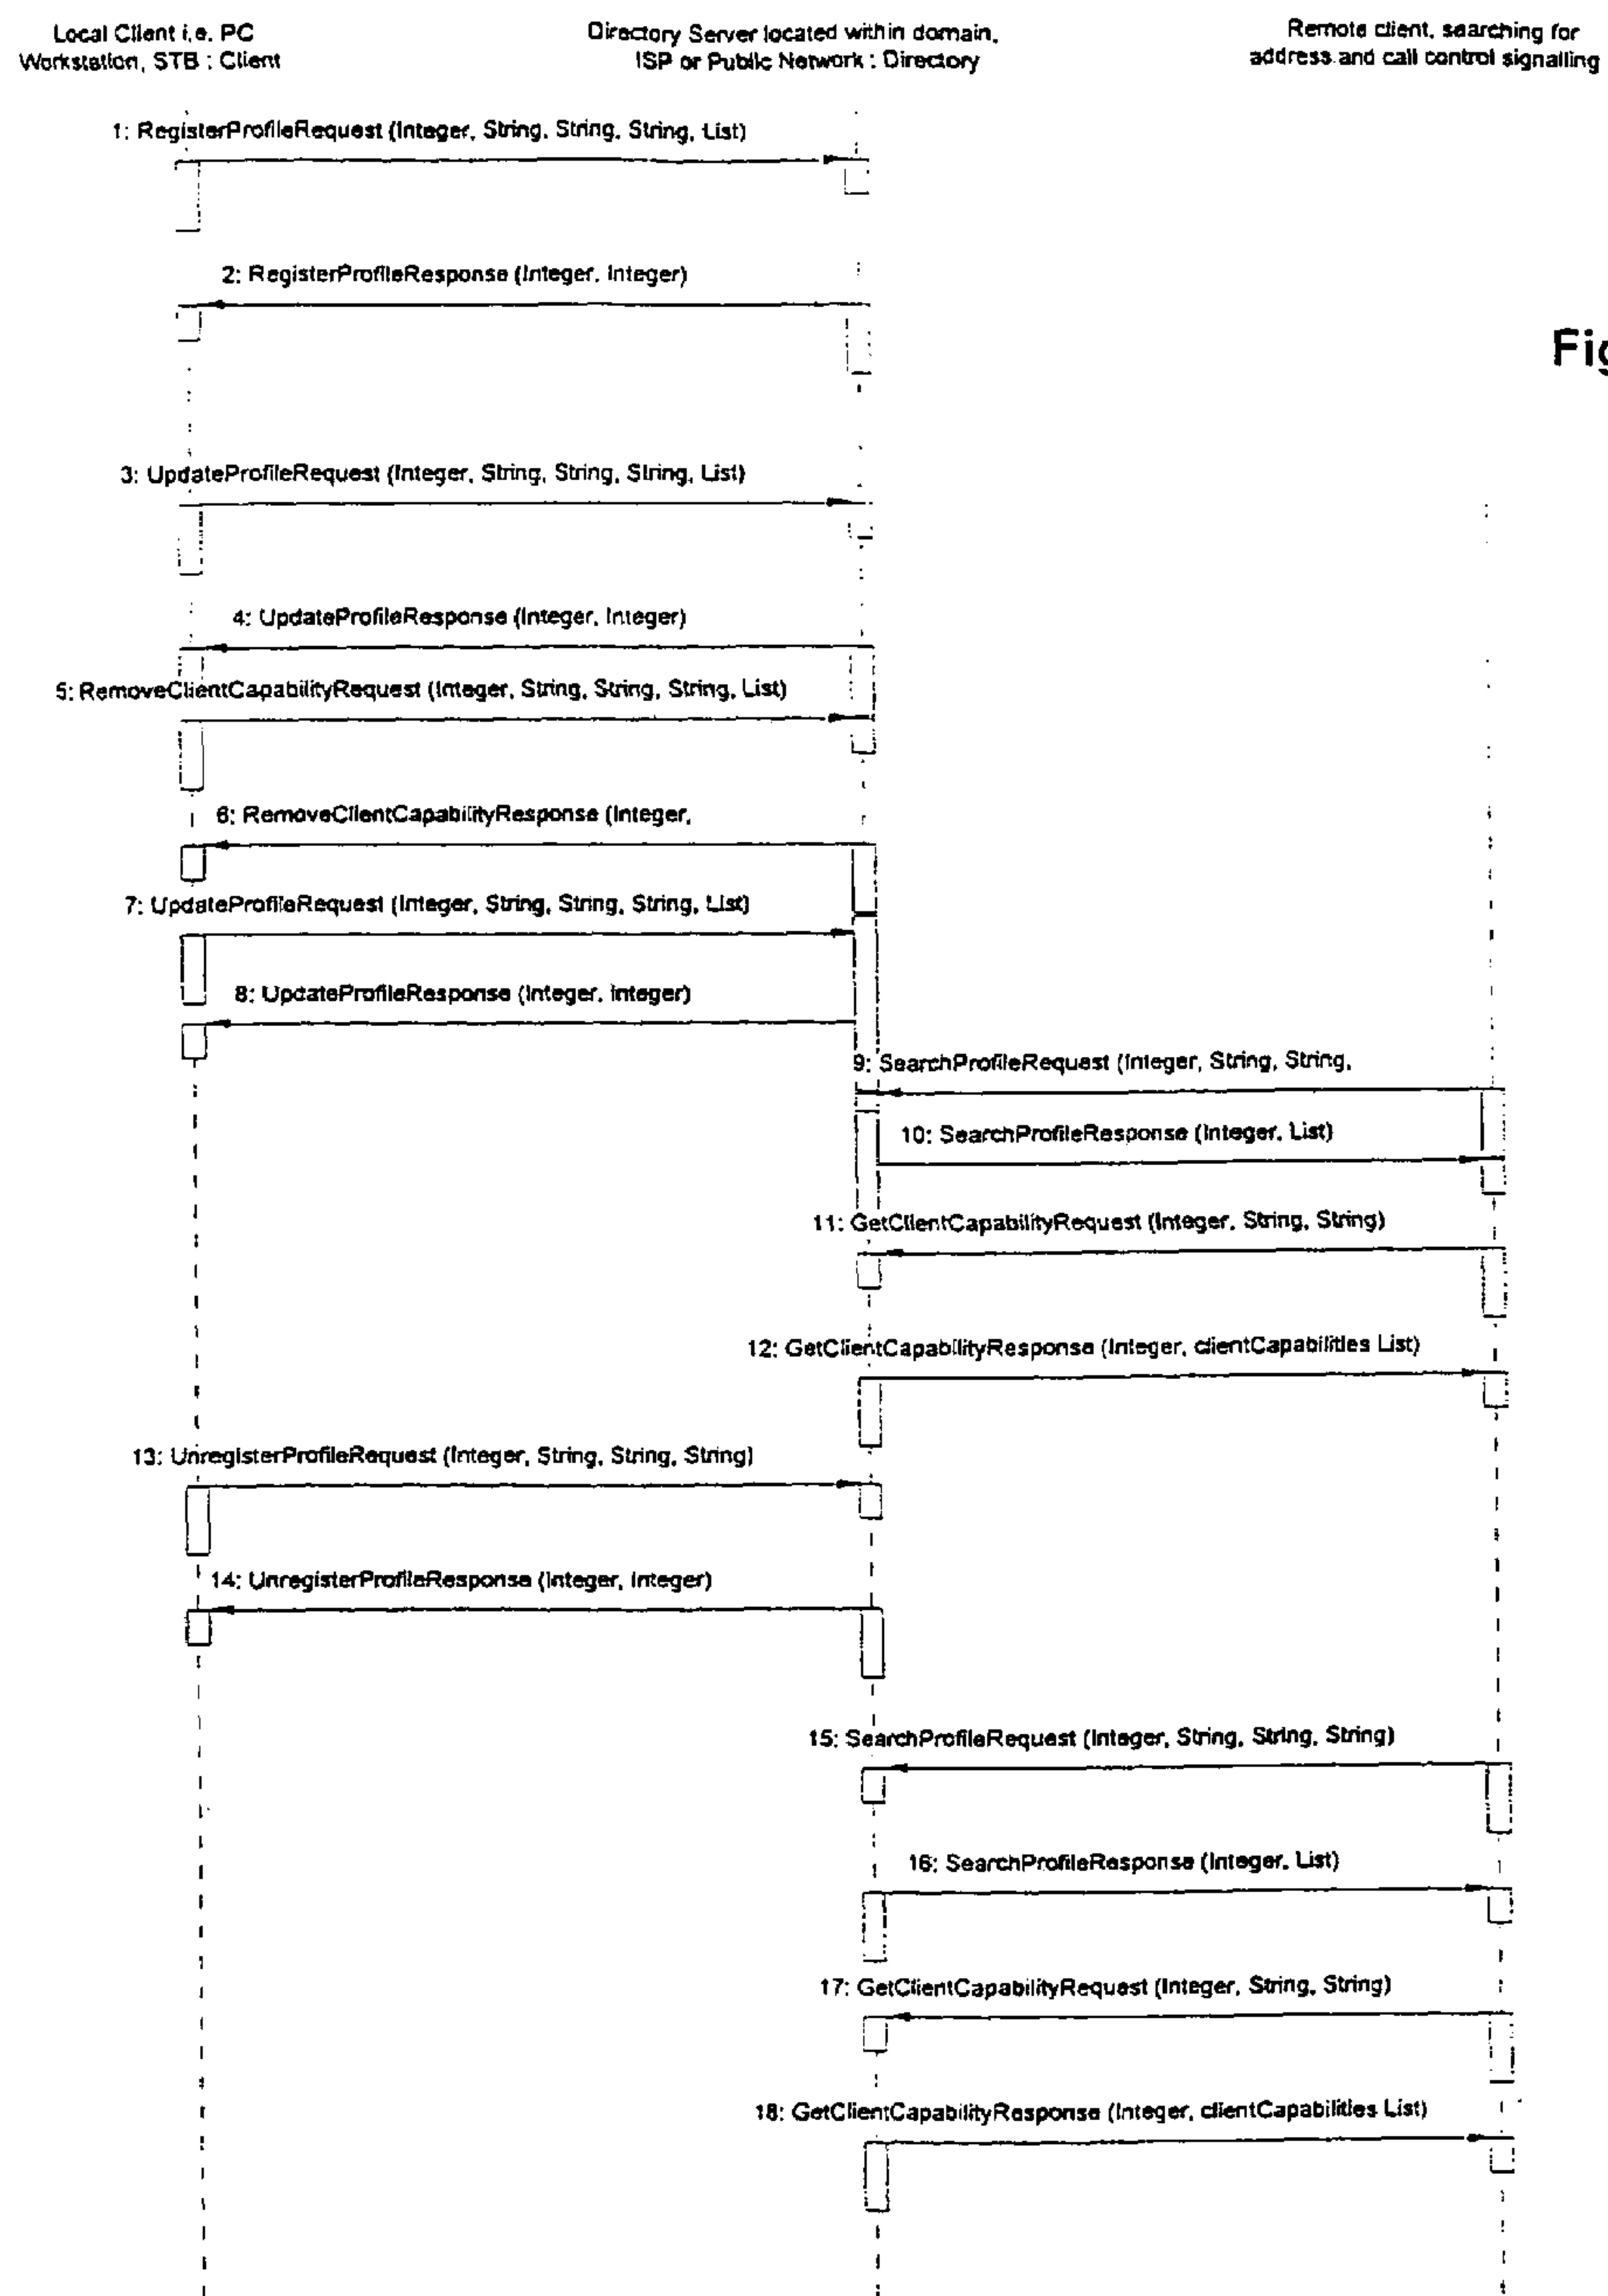 Local Client i.e. PC
Workstation, STB : Client
Directory Server located within domain,
ISP or Public Network : Directory
Remote client, searching for
address and call control signalling
1: RegisterProfileRequest (Integer, String, String, String, List)
2: RegisterProfileResponse (Integer, Integer)
Fig
3: UpdateProfileRequest (Integer, String, String, String, List)
4: UpdateProfileResponse (Integer, Integer)
5: RemoveClientCapabilityRequest (Integer, String, String, String, List)
6: RemoveClientCapabilityResponse (Integer,
7: UpdateProfileRequest (Integer, String, String, String, List)
8: UpdateProfileResponse (Integer, Integer)
9: SearchProfileRequest (Integer, String, String,
10: SearchProfileResponse (Integer, List)
11: GetClientCapabilityRequest (Integer, String, String)
12: GetClientCapabilityResponse (Integer, clientCapabilities List)
13: UnregisterProfileRequest (Integer, String, String, String)
14: UnregisterProfileResponse (Integer, Integer)
15: SearchProfileRequest (Integer, String, String, String)
16: SearchProfileResponse (Integer, List)
17: GetClientCapabilityRequest (Integer, String, String)
18: GetClientCapabilityResponse (Integer, clientCapabilities List)